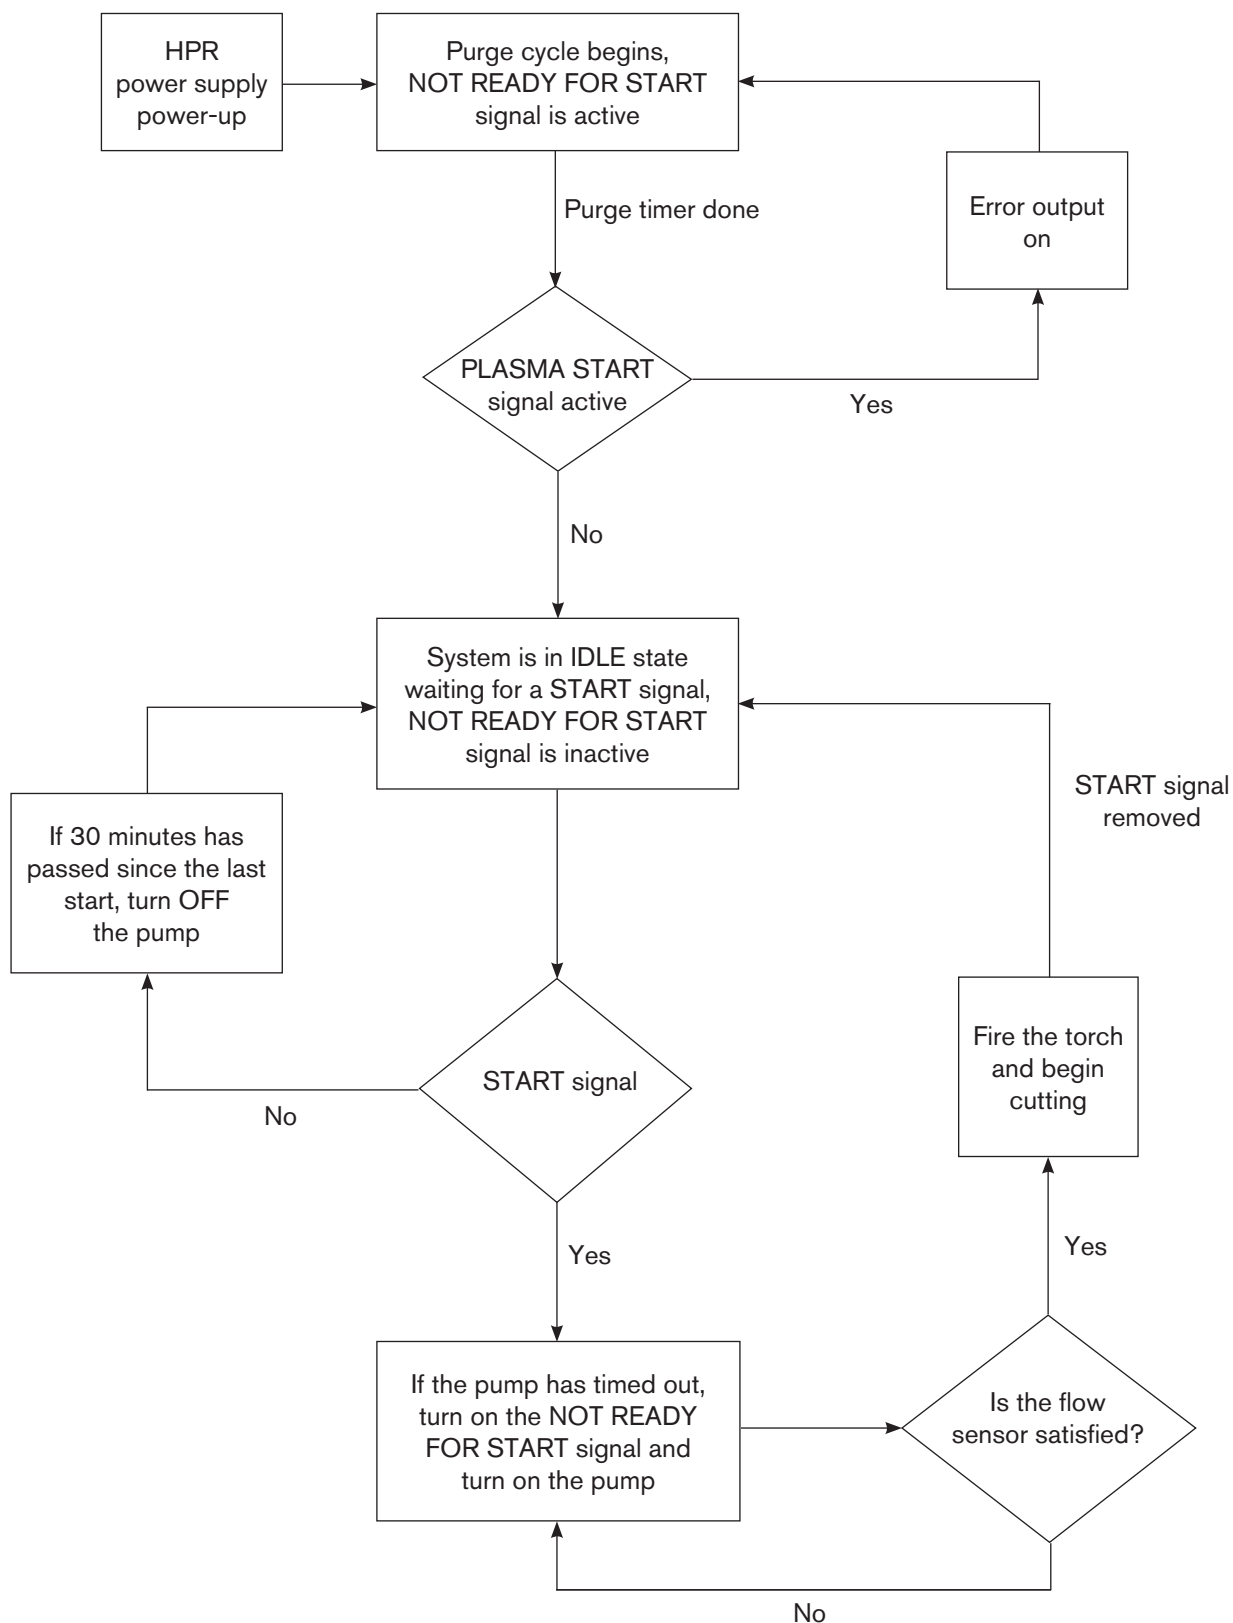 HPR
power supply
power-up
Purge cycle begins,
NOT READY FOR START
signal is active
Error output
on
Purge timer done
PLASMA START
signal active
Yes
No
System is in IDLE state
waiting for a START signal,
NOT READY FOR START
signal is inactive
START signal
removed
If 30 minutes has
passed since the last
start, turn OFF
the pump
START signal
No
Fire the torch
and begin
cutting
Yes
Yes
If the pump has timed out,
turn on the NOT READY
FOR START signal and
turn on the pump
Is the flow
sensor satisfied?
No